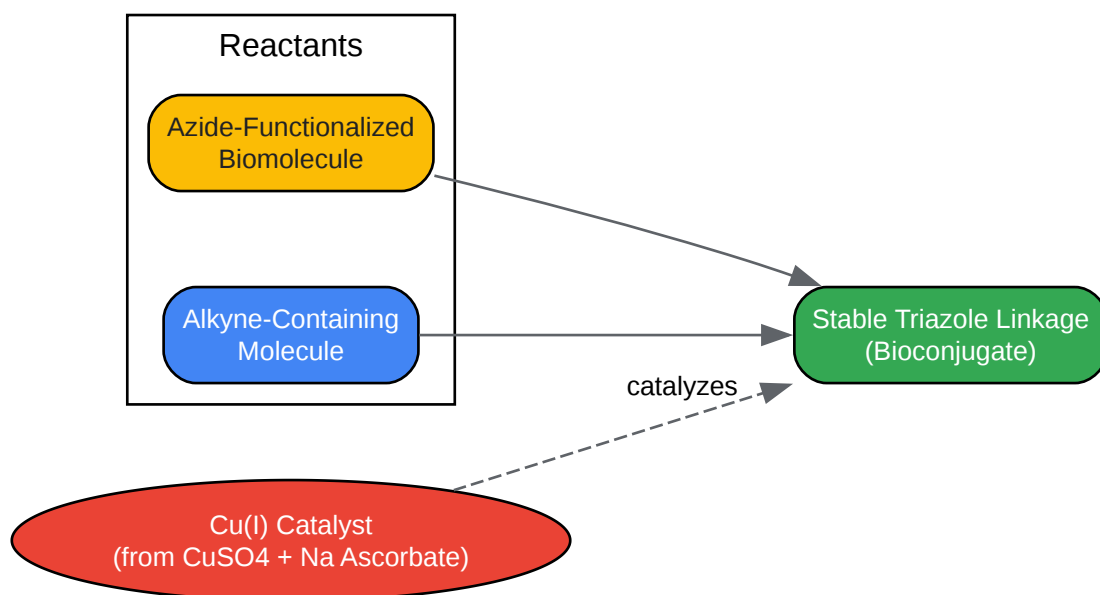 Reactants
Azide-Functionalized
Biomolecule
Alkyne-Containing
Molecule
Stable Triazole Linkage
(Bioconjugate)
catalyzes
Cu(I) Catalyst
(from CuSO4 + Na Ascorbate)